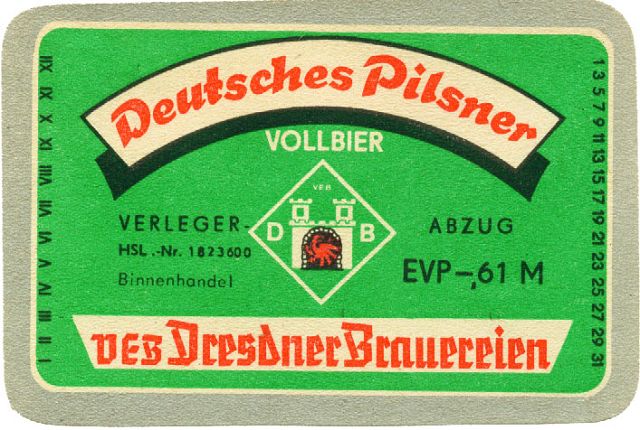 Deutsches Pilsner
VOLLBIER
VEB
D B
VERLEGER-
HSL.-Nr. 1823600
Binnenhandel
ABZUG
EVP-,61 M
VEB Dresdner Brauereien
I II III IV V VI VII VIII IX X XI XII
1 3 5 7 9 11 13 15 17 19 21 23 25 27 29 31